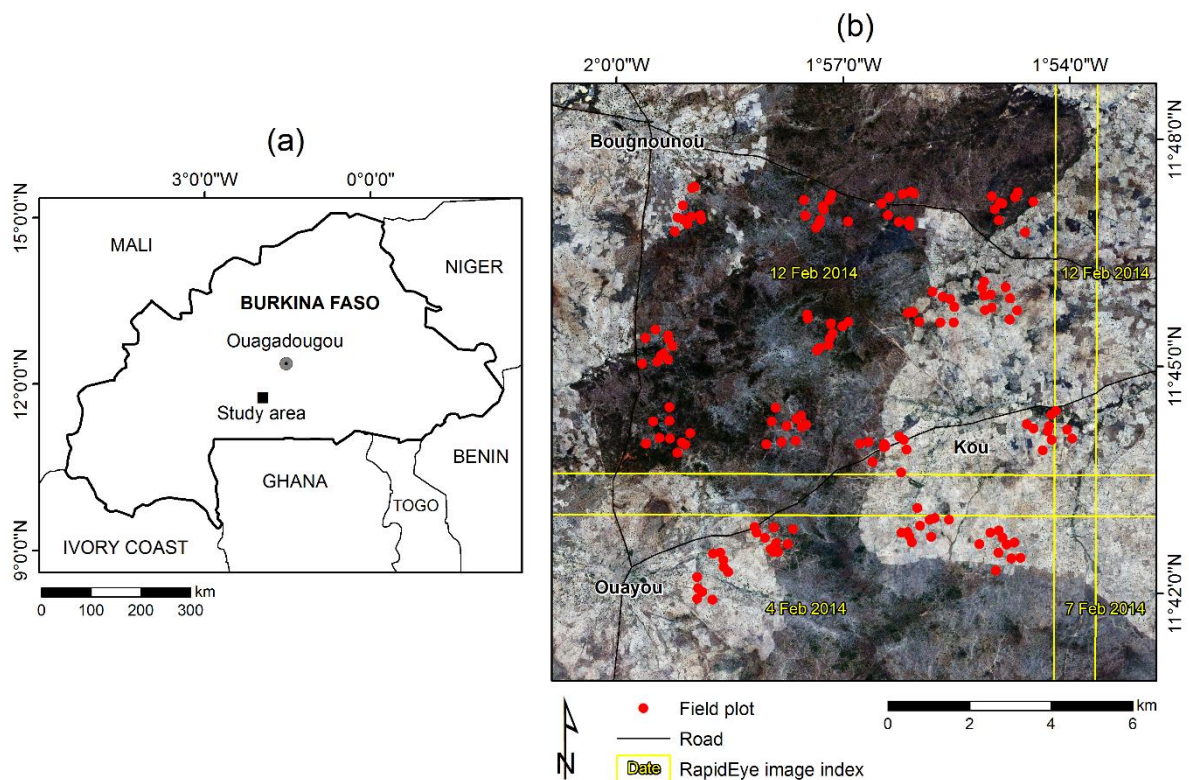 (a)
3°0'0"W
0°0'0"
15°0'0"N
12°0'0"N
9°0'0"N
MALI
NIGER
BURKINA FASO
Ouagadougou
Study area
BENIN
GHANA
TOGO
IVORY COAST
0 100 200 300
km
(b)
2°0'0"W
1°57'0"W
1°54'0"W
11°48'0"N
11°45'0"N
11°42'0"N
Bougnounou
12 Feb 2014
12 Feb 2014
Kou
Ouayou
4 Feb 2014
7 Feb 2014
N
Field plot
Road
Date RapidEye image index
0 2 4 6
km